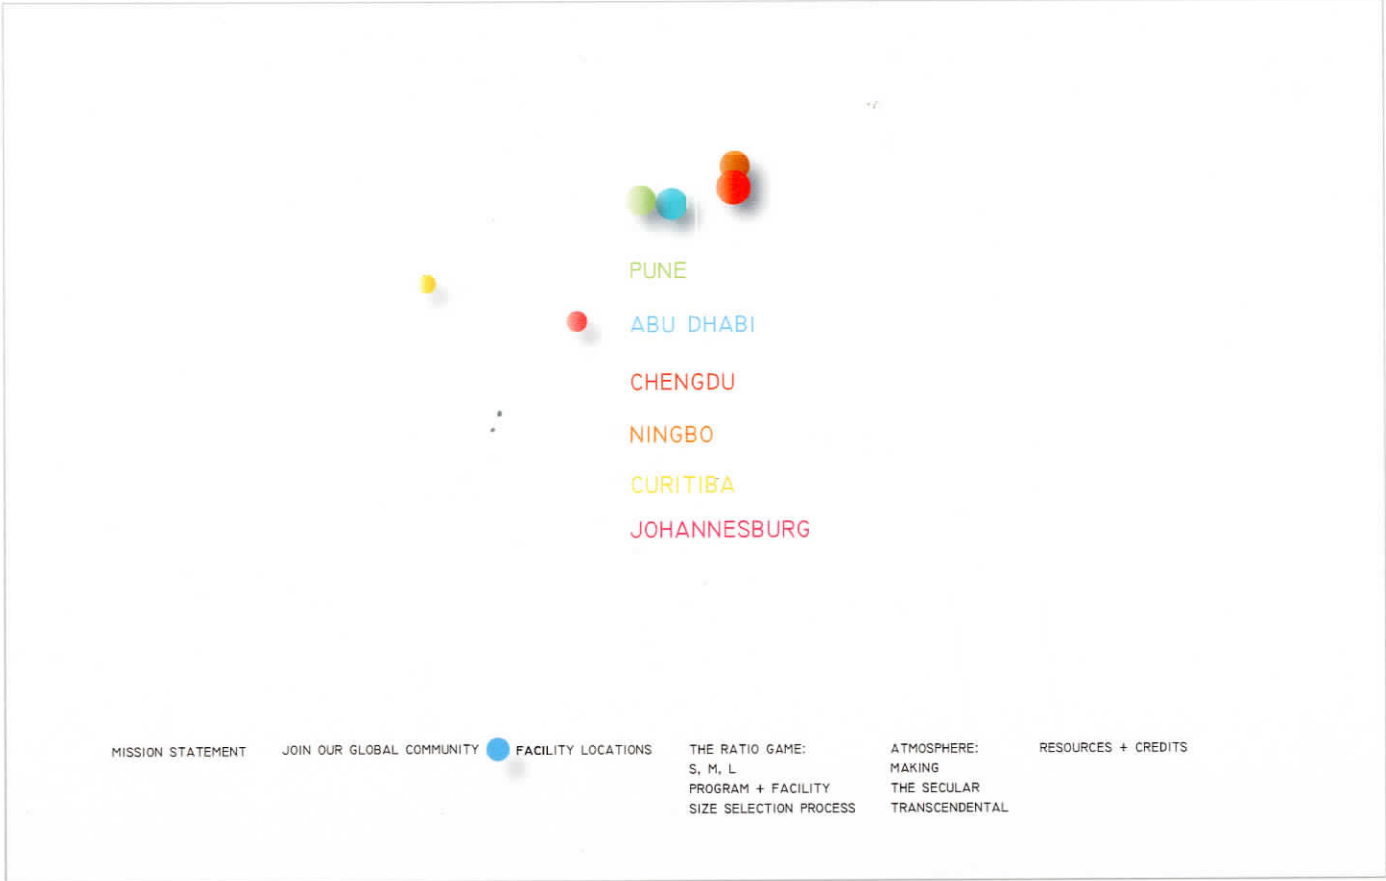 PUNE
ABU DHABI
CHENGDU
NINGBO
CURITIBA
JOHANNESBURG
MISSION STATEMENT
JOIN OUR GLOBAL COMMUNITY
FACILITY LOCATIONS
THE RATIO GAME:
S, M, L
PROGRAM + FACILITY
SIZE SELECTION PROCESS
ATMOSPHERE:
MAKING
THE SECULAR
TRANSCENDENTAL
RESOURCES + CREDITS